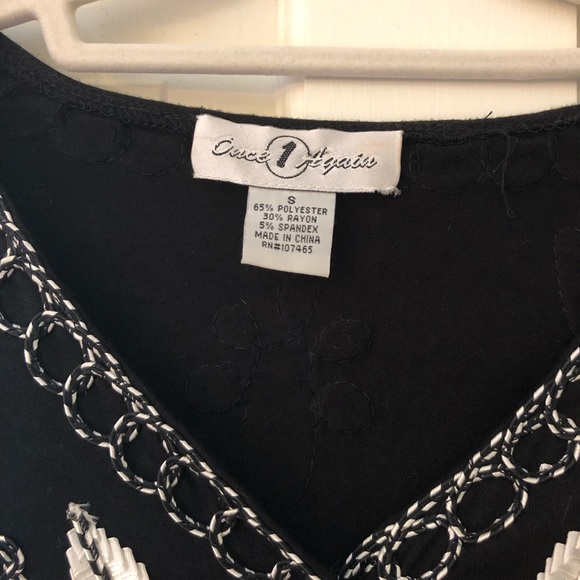 Once 1 Again
S
65% POLYESTER
30% RAYON
5% SPANDEX
MADE IN CHINA
RN#107465